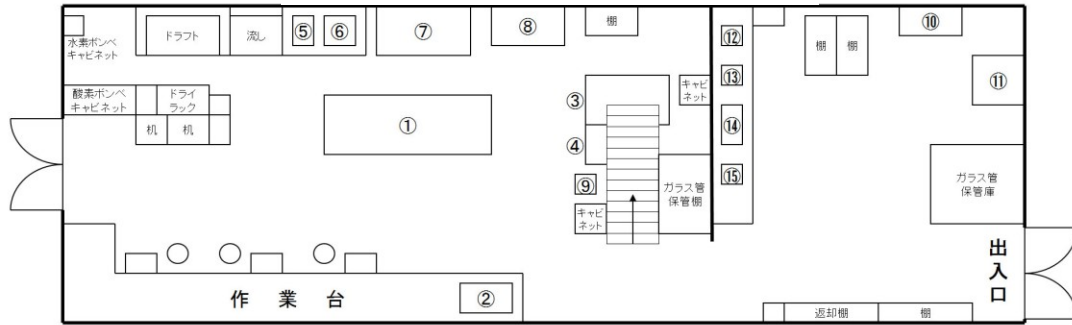 水素ボンベ
キャビネット
ドラフト
流し
⑤
⑥
⑦
⑧
棚
⑫
棚
棚
⑩
酸素ボンベ
キャビネット
ドライ
ラック
机
机
①
③
④
キャビ
ネット
⑬
⑭
⑪
⑨
キャビ
ネット
ガラス管
保管棚
⑮
ガラス管
保管庫
作業台
②
出入口
返却棚
棚